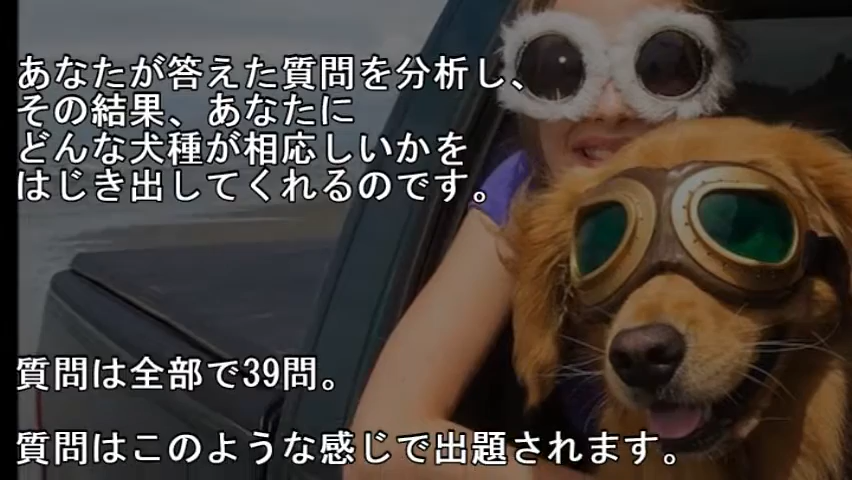 あなたが答えた質問を分析し、
その結果、あなたに
どんな犬種が相応しいかを
はじき出してくれるのです。
質問は全部で39問。
質問はこのような感じで出題されます。